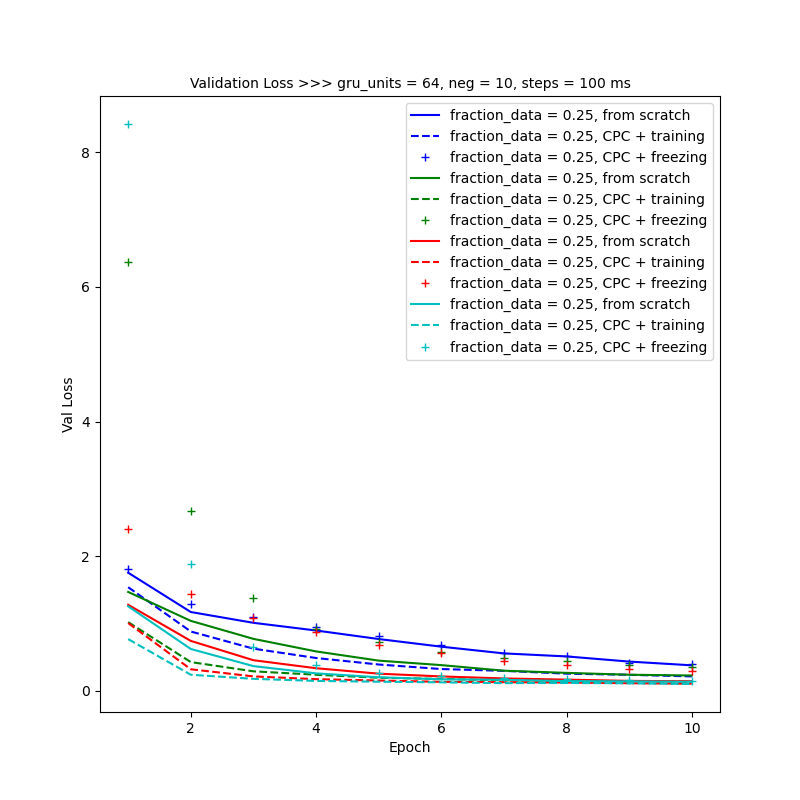 Validation Loss >>> gru_units = 64, neg = 10, steps = 100 ms
fraction_data = 0.25, from scratch
fraction_data = 0.25, CPC + training
fraction_data = 0.25, CPC + freezing
fraction_data = 0.25, from scratch
fraction_data = 0.25, CPC + training
fraction_data = 0.25, CPC + freezing
fraction_data = 0.25, from scratch
fraction_data = 0.25, CPC + training
fraction_data = 0.25, CPC + freezing
fraction_data = 0.25, from scratch
fraction_data = 0.25, CPC + training
fraction_data = 0.25, CPC + freezing
8
6
4
2
0
Val Loss
2 4 6 8 10
Epoch